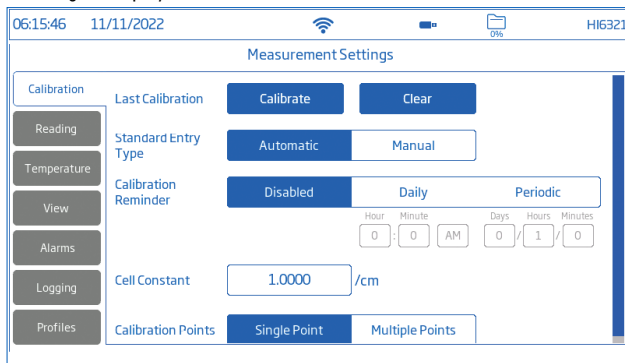 06:15:46 11/11/2022 0% HI6321
Measurement Settings
Calibration
Last Calibration Calibrate Clear
Reading
Standard Entry Type Automatic Manual
Temperature
Calibration Reminder Disabled Daily Periodic
View
Hour Minute Days Hours Minutes
0 : 0 AM 0 / 1 / 0
Alarms
Logging
Cell Constant 1.0000 /cm
Profiles
Calibration Points Single Point Multiple Points